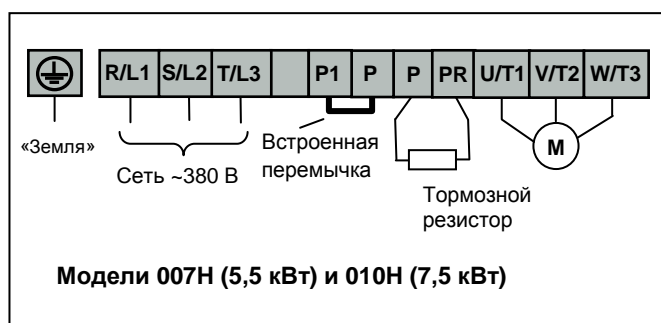 R/L1 S/L2 T/L3 P1 P P PR U/T1 V/T2 W/T3
«Земля»
Сеть ~380 В
Встроенная
перемычка
Тормозной
резистор
M
Модели 007H (5,5 кВт) и 010H (7,5 кВт)